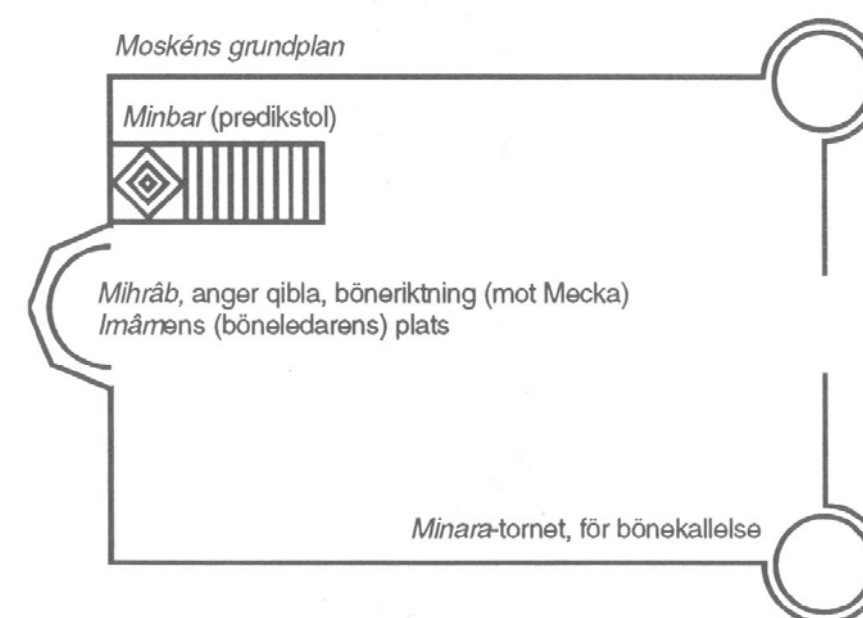 Moskéns grundplan
Minbar (predikstol)
Mihrâb, anger qibla, böneriktning (mot Mecka)
Imâmens (böneledarens) plats
Minara-tornet, för bönekallelse